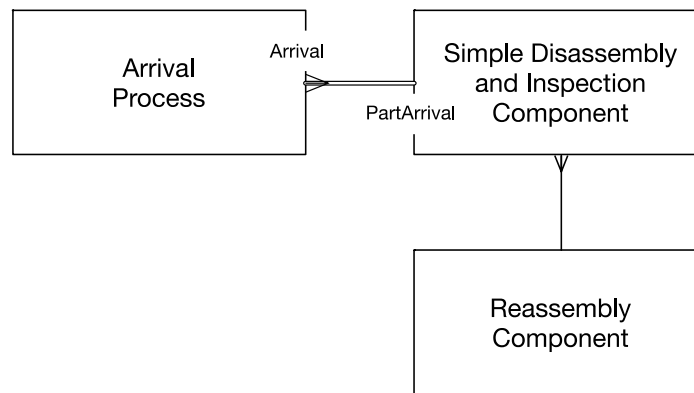 Arrival
Process
Arrival
PartArrival
Simple Disassembly
and Inspection
Component
Reassembly
Component